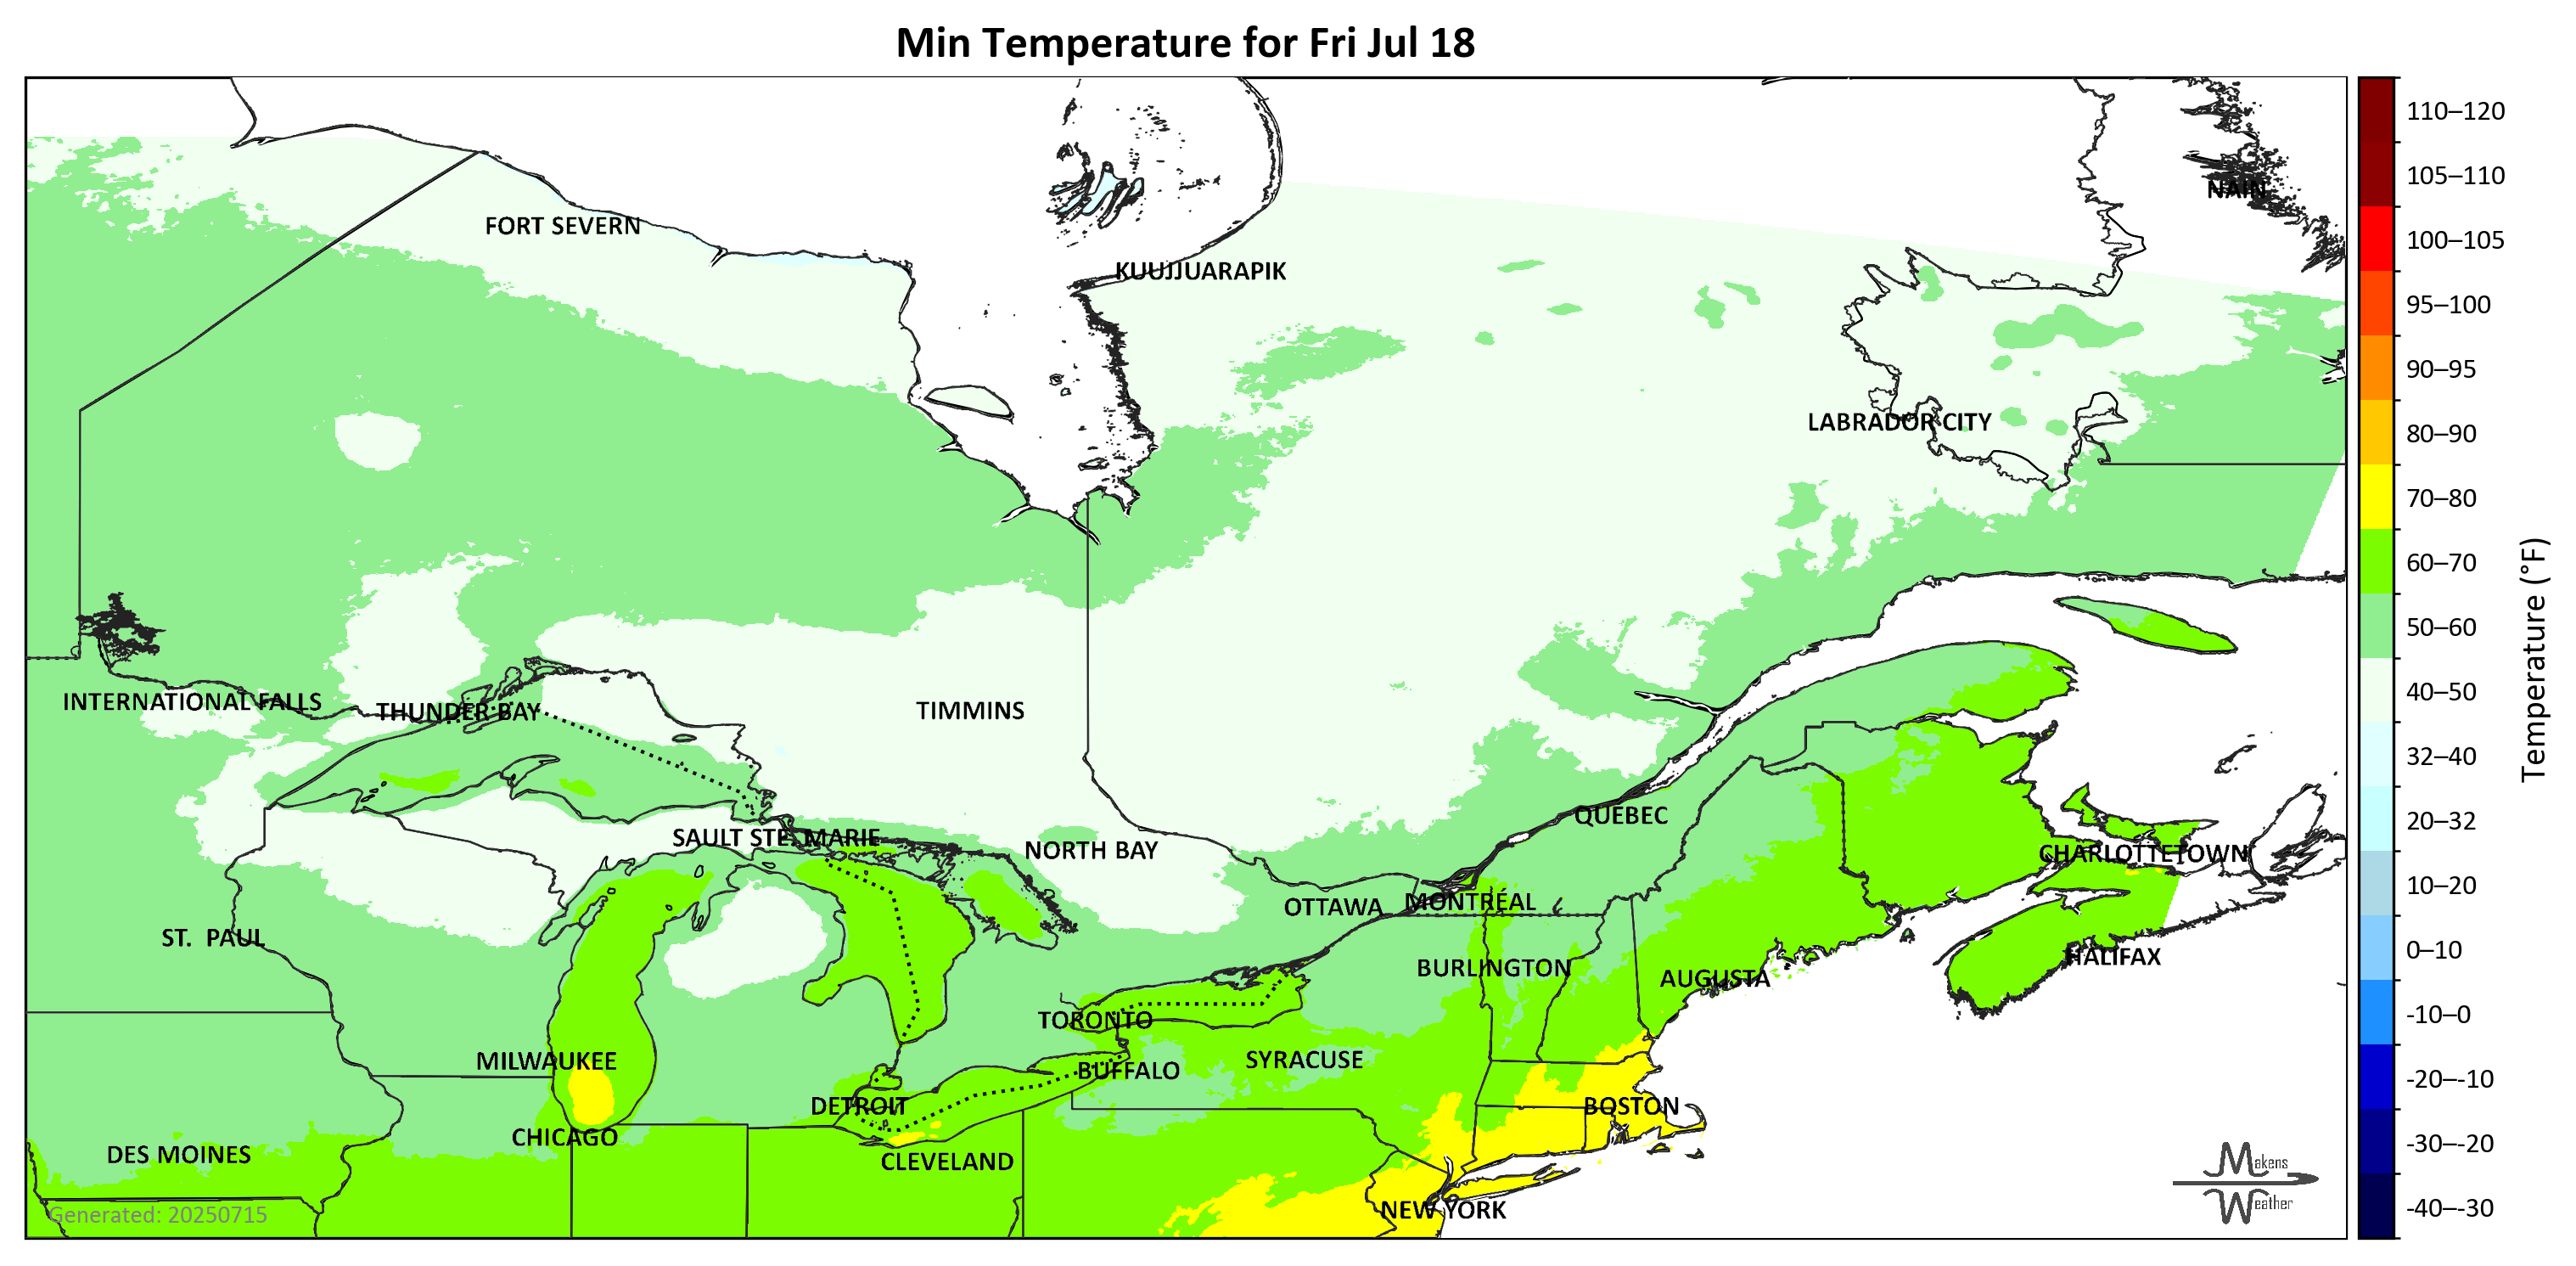 Min Temperature for Fri Jul 18
NAIN
FORT SEVERN
KUUJJUARAPIK
LABRADOR CITY
INTERNATIONAL FALLS
THUNDER BAY
TIMMINS
QUÉBEC
SAULT STE. MARIE
NORTH BAY
CHARLOTTETOWN
OTTAWA
MONTRÉAL
ST. PAUL
HALIFAX
BURLINGTON
AUGUSTA
TORONTO
MILWAUKEE
SYRACUSE
BUFFALO
DETROIT
BOSTON
CHICAGO
DES MOINES
CLEVELAND
NEW YORK
Generated: 20250715
Makens
Weather
110–120
105–110
100–105
95–100
90–95
80–90
70–80
60–70
50–60
40–50
32–40
20–32
10–20
0–10
-10–0
-20–-10
-30–-20
-40–-30
Temperature (°F)